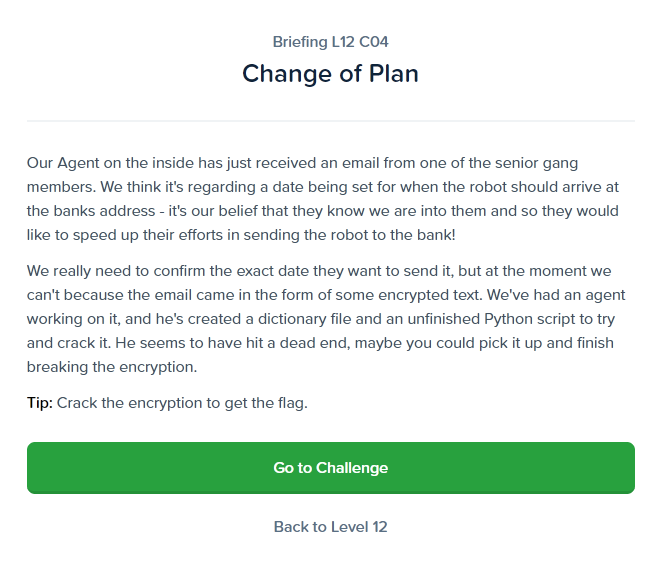 Briefing L12 C04
Change of Plan
Our Agent on the inside has just received an email from one of the senior gang
members. We think it's regarding a date being set for when the robot should arrive at
the banks address - it's our belief that they know we are into them and so they would
like to speed up their efforts in sending the robot to the bank!
We really need to confirm the exact date they want to send it, but at the moment we
can't because the email came in the form of some encrypted text. We've had an agent
working on it, and he's created a dictionary file and an unfinished Python script to try
and crack it. He seems to have hit a dead end, maybe you could pick it up and finish
breaking the encryption.
Tip: Crack the encryption to get the flag.
Go to Challenge
Back to Level 12